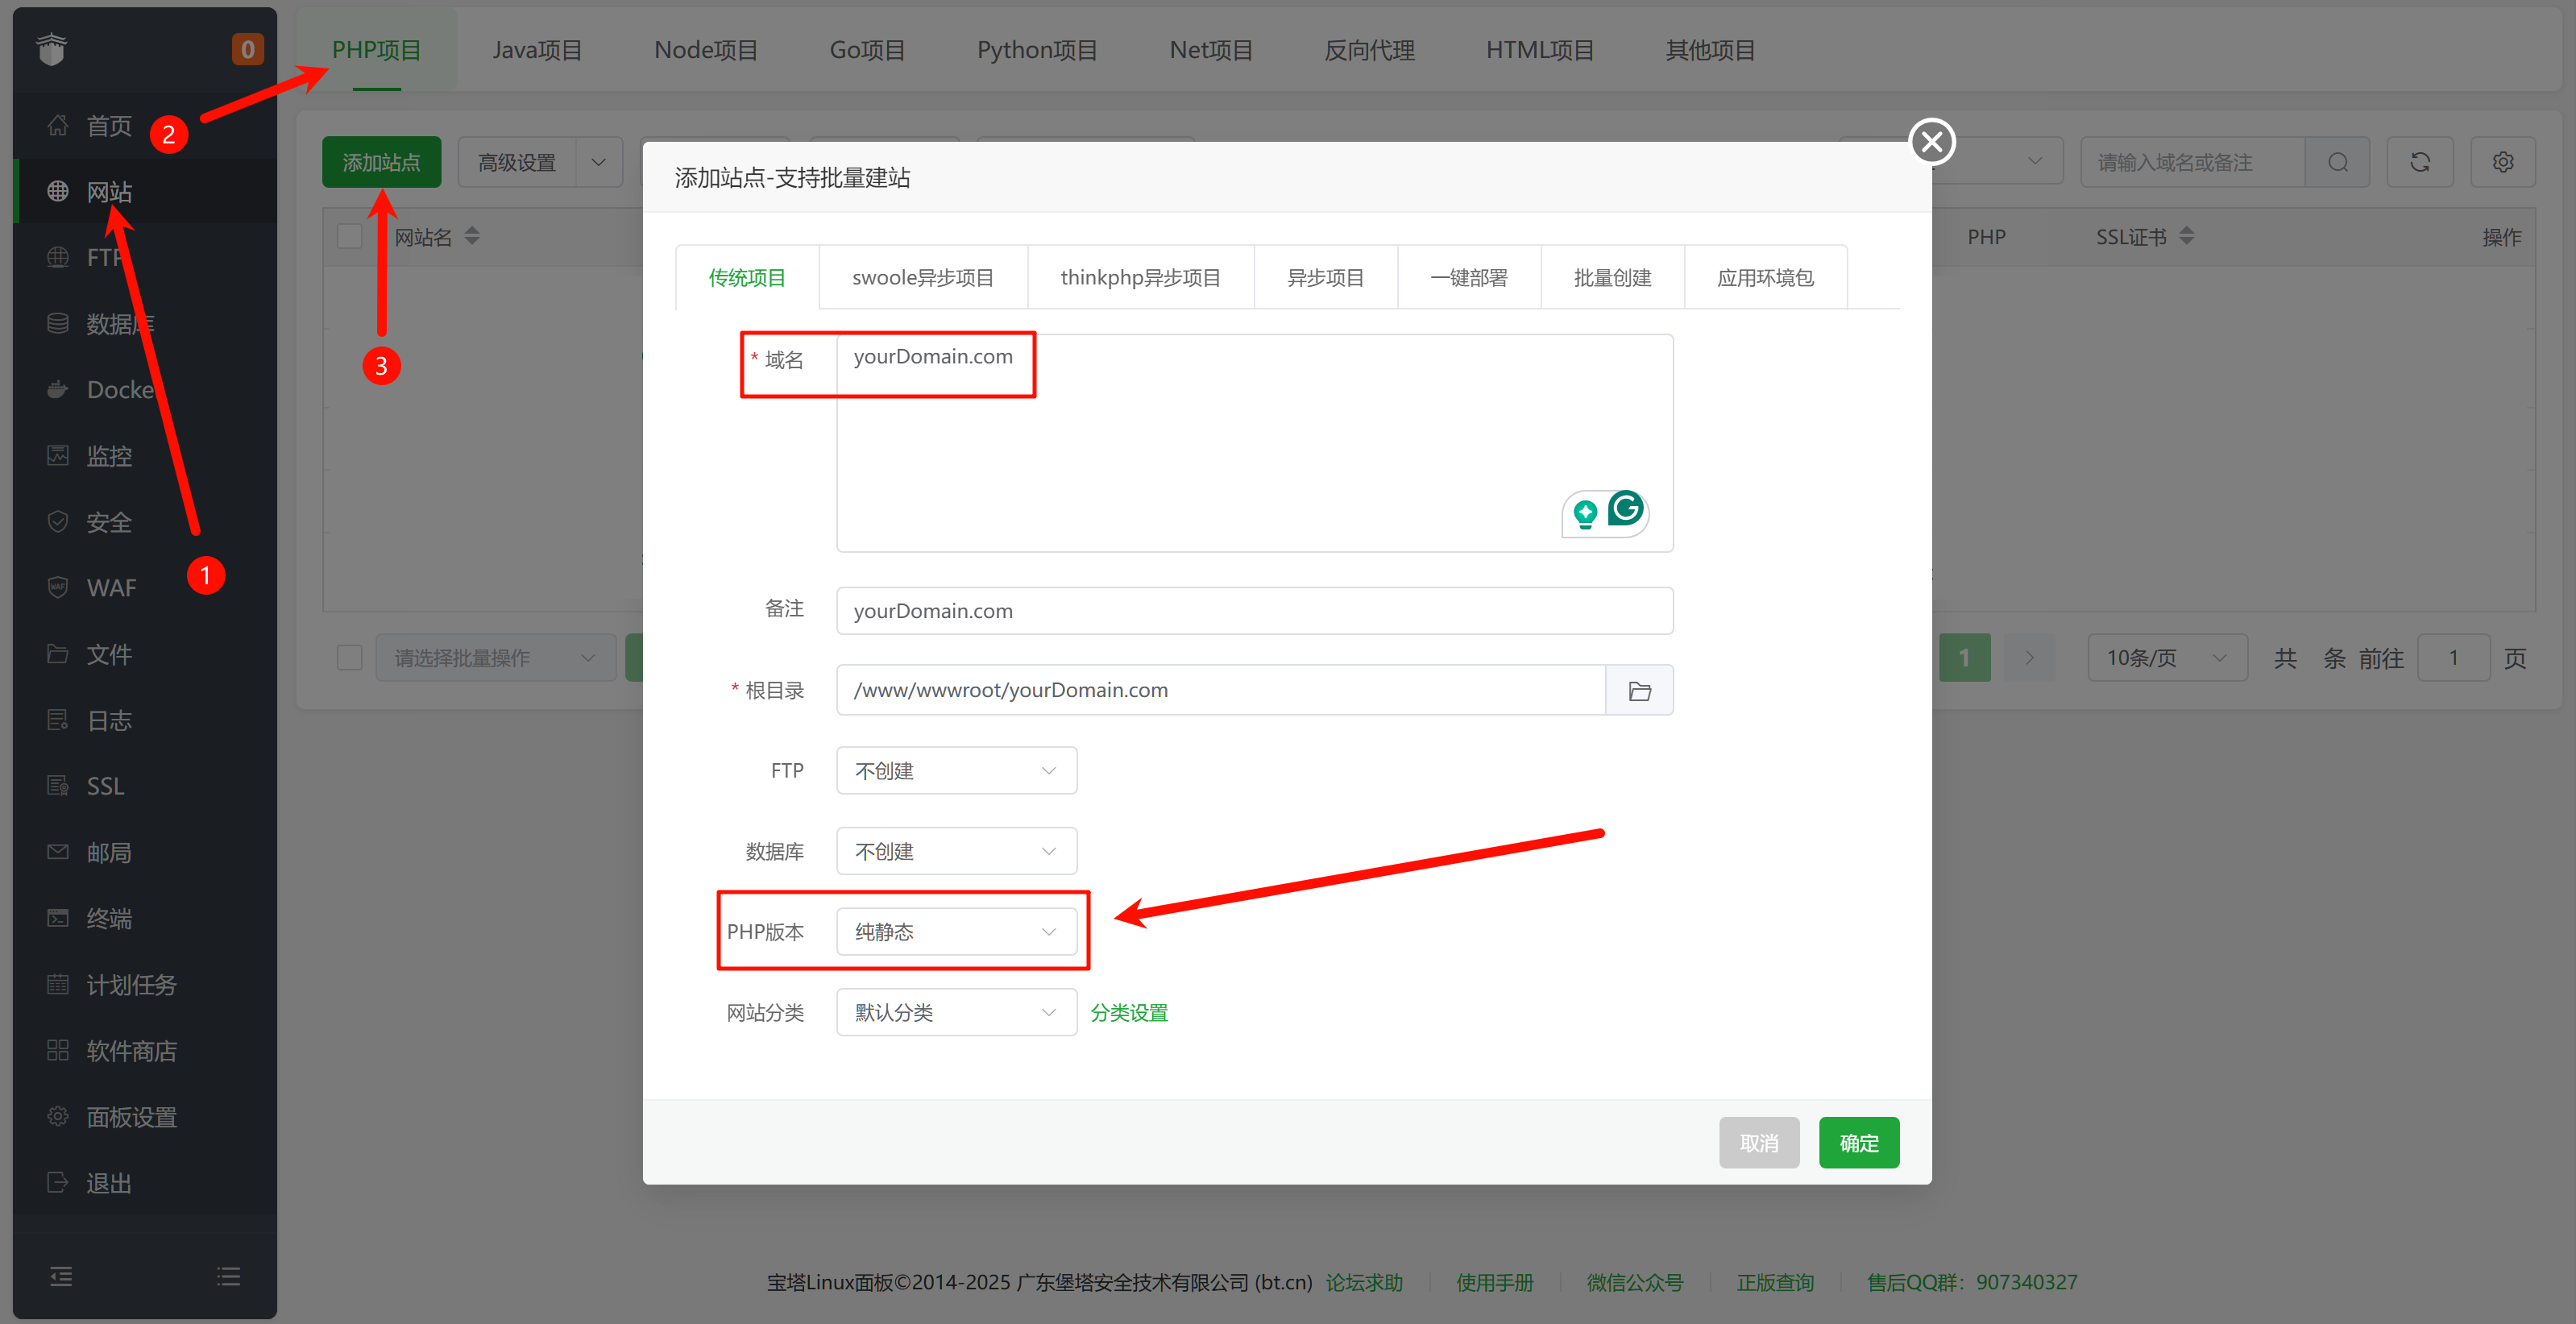 0
首页
网站
FTP
数据库
Docke
监控
安全
WAF
文件
日志
SSL
邮局
终端
计划任务
软件商店
面板设置
退出
1
2
3
PHP项目 Java项目 Node项目 Go项目 Python项目 Net项目 反向代理 HTML项目 其他项目
添加站点 高级设置 请输入域名或备注
网站名 PHP SSL证书 操作
请选择批量操作 1 10条/页 共 条 前往 1 页
添加站点-支持批量建站
传统项目 swoole异步项目 thinkphp异步项目 异步项目 一键部署 批量创建 应用环境包
* 域名 yourDomain.com
备注 yourDomain.com
* 根目录 /www/wwwroot/yourDomain.com
FTP 不创建
数据库 不创建
PHP版本 纯静态
网站分类 默认分类 分类设置
取消 确定
宝塔Linux面板©2014-2025 广东堡塔安全技术有限公司 (bt.cn) 论坛求助 使用手册 微信公众号 正版查询 售后QQ群：907340327